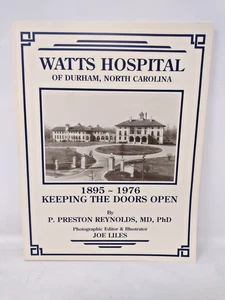 WATTS HOSPITAL
OF DURHAM, NORTH CAROLINA
1895 ~ 1976
KEEPING THE DOORS OPEN
By
P. PRESTON REYNOLDS, MD, PhD
Photographic Editor & Illustrator
JOE LILES